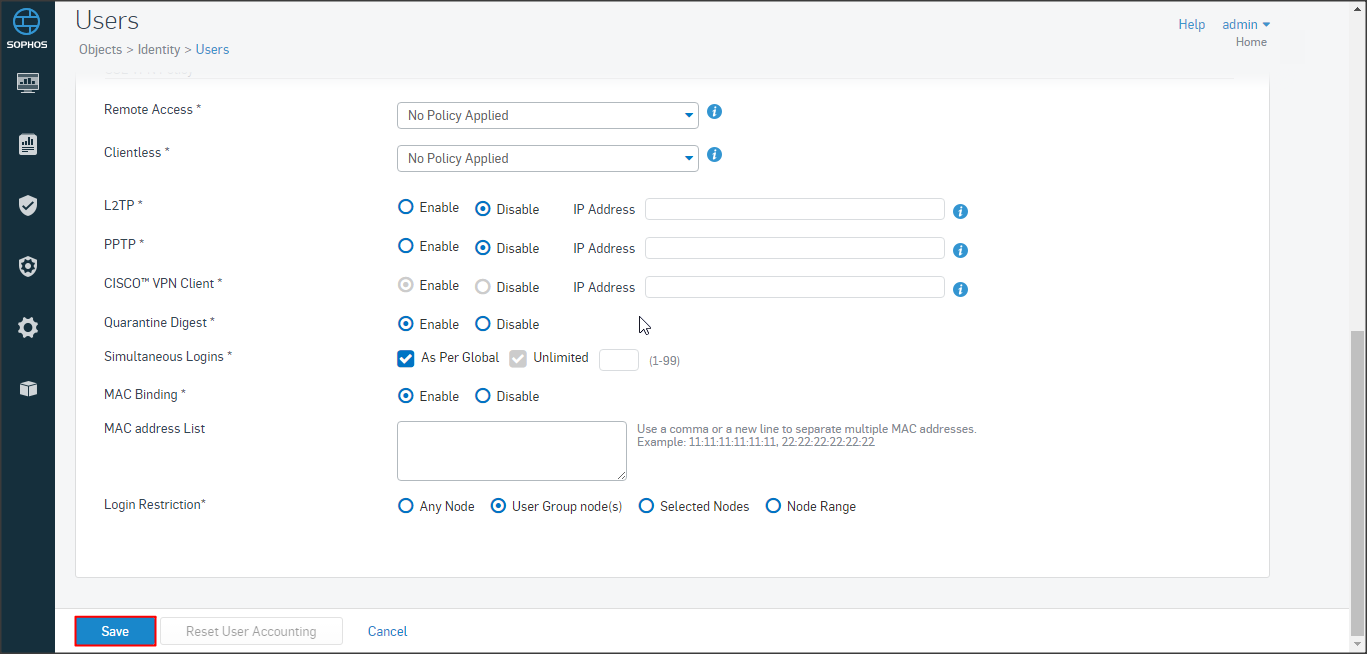 Users
Help admin
SOPHOS
Objects > Identity > Users
Home
Remote Access *
No Policy Applied
Clientless *
No Policy Applied
L2TP * Enable Disable IP Address
PPTP * Enable Disable IP Address
CISCO™ VPN Client * Enable Disable IP Address
Quarantine Digest * Enable Disable
Simultaneous Logins * As Per Global Unlimited (1-99)
MAC Binding * Enable Disable
MAC address List
Use a comma or a new line to separate multiple MAC addresses.
Example: 11:11:11:11:11:11, 22:22:22:22:22:22
Login Restriction* Any Node User Group node(s) Selected Nodes Node Range
Save Reset User Accounting Cancel